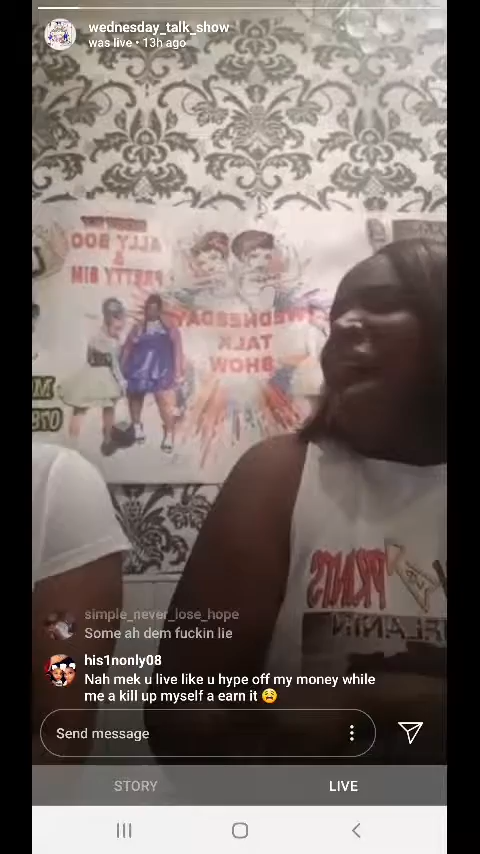 wednesday_talk_show
was live • 13h ago
ALLY BOO
&
PRETTY BIM
WEDNESDAY
TALK
SHOW
simple_never_lose_hope
Some ah dem fuckin lie
his1nonly08
Nah mek u live like u hype off my money while
me a kill up myself a earn it 😫
Send message
STORY
LIVE